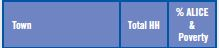 Town
Total HH
% ALICE
&
Poverty